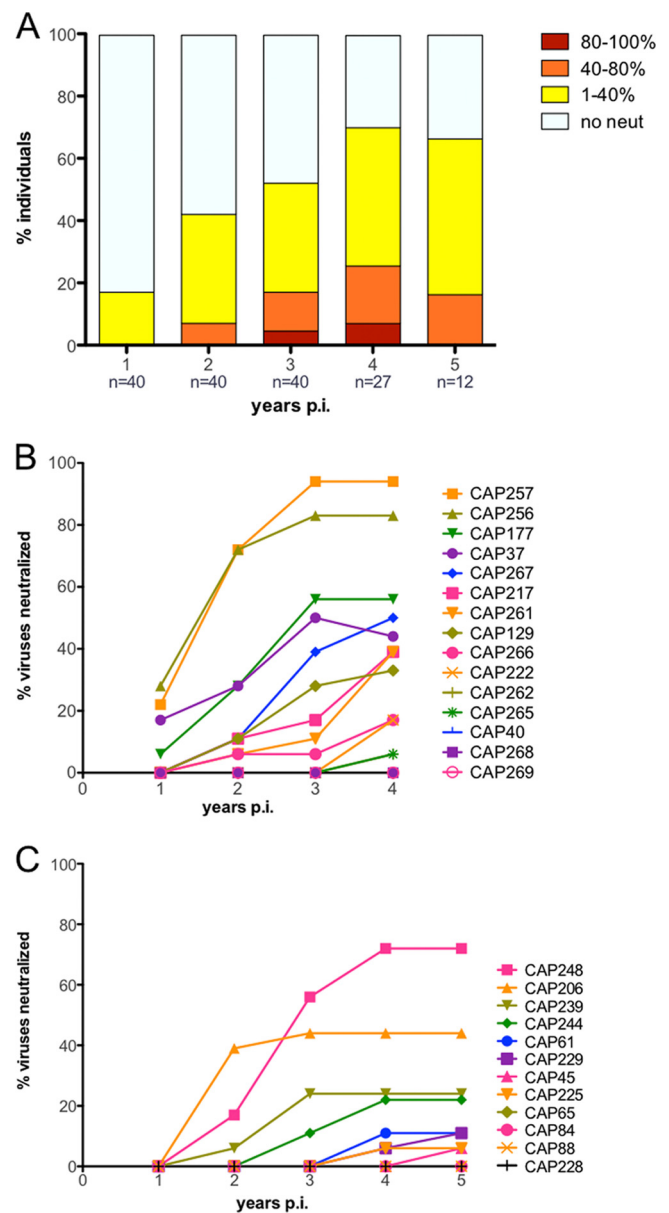 A
100
80
60
40
20
0
% individuals
1 2 3 4 5
n=40 n=40 n=40 n=27 n=12
years p.i.
80-100%
40-80%
1-40%
no neut
B
100
80
60
40
20
0
% viruses neutralized
0 1 2 3 4
years p.i.
CAP257
CAP256
CAP177
CAP37
CAP267
CAP217
CAP261
CAP129
CAP266
CAP222
CAP262
CAP265
CAP40
CAP268
CAP269
C
100
80
60
40
20
0
% viruses neutralized
0 1 2 3 4 5
years p.i.
CAP248
CAP206
CAP239
CAP244
CAP61
CAP229
CAP45
CAP225
CAP65
CAP84
CAP88
CAP228